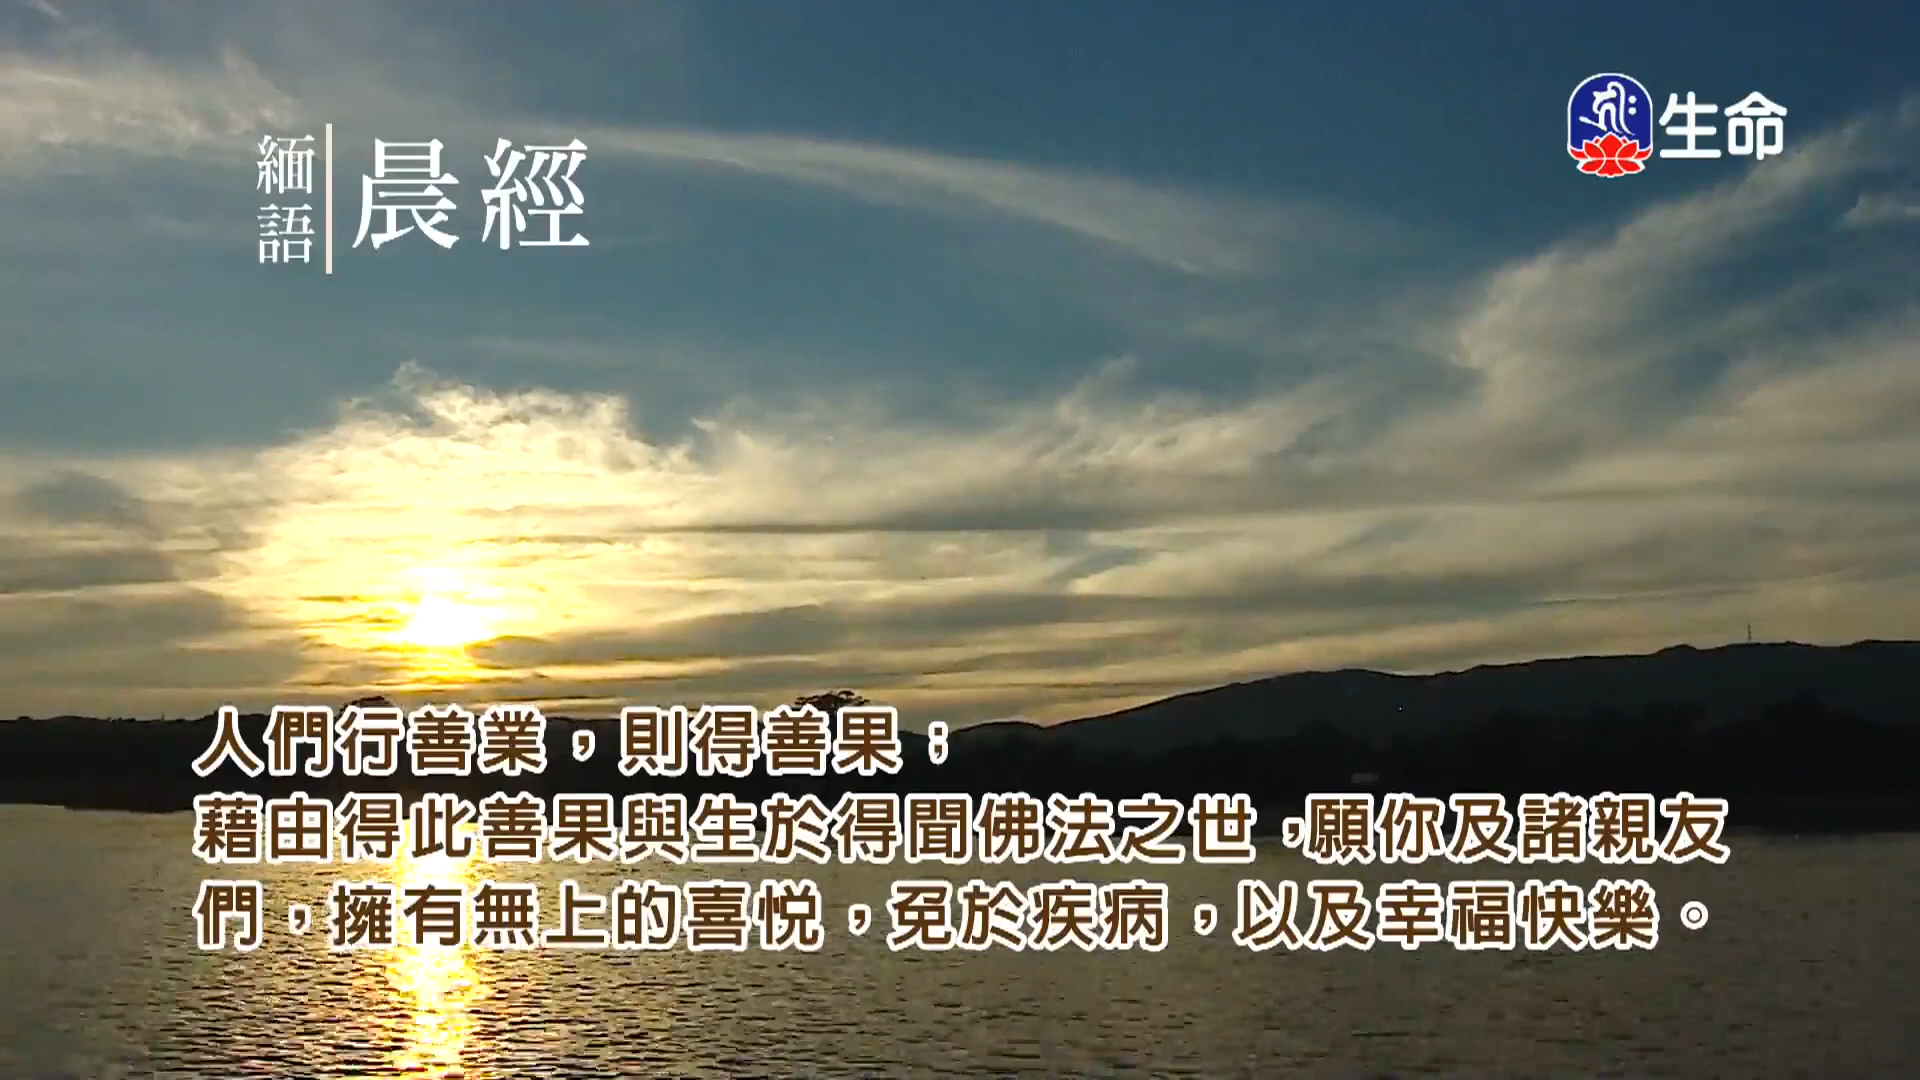 緬語
晨經
生命
人們行善業，則得善果；
藉由得此善果與生於得聞佛法之世，願你及諸親友
們，擁有無上的喜悅，免於疾病，以及幸福快樂。